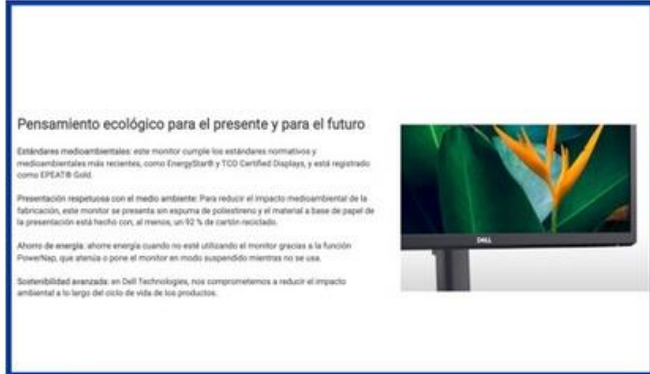 Pensamiento ecológico para el presente y para el futuro
Estándares medioambientales: este monitor cumple los estándares normativos y
medioambientales más recientes, como EnergyStar® y TCO Certified Displays, y está registrado
como EPEAT® Gold.
Presentación respetuosa con el medio ambiente: Para reducir el impacto medioambiental de la
fabricación, este monitor se presenta sin espuma de poliestireno y el material a base de papel de
la presentación está hecho con, al menos, un 92 % de cartón reciclado.
Ahorro de energía: ahorre energía cuando no esté utilizando el monitor gracias a la función
PowerNap, que atenúa o pone el monitor en modo suspendido mientras no se usa.
Sostenibilidad avanzada: en Dell Technologies, nos comprometemos a reducir el impacto
ambiental a lo largo del ciclo de vida de los productos.
DELL